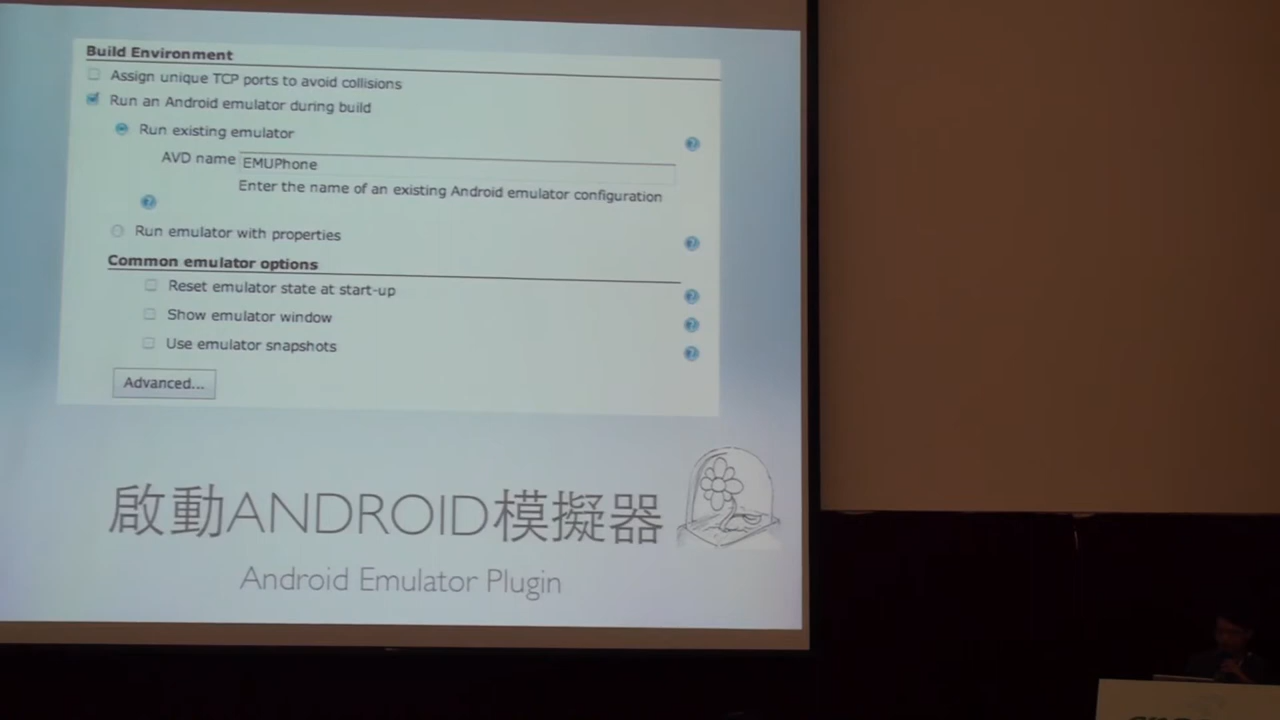 Build Environment
Assign unique TCP ports to avoid collisions
Run an Android emulator during build
Run existing emulator
AVD name EMUPhone
Enter the name of an existing Android emulator configuration
Run emulator with properties
Common emulator options
Reset emulator state at start-up
Show emulator window
Use emulator snapshots
Advanced...
啟動ANDROID模擬器
Android Emulator Plugin